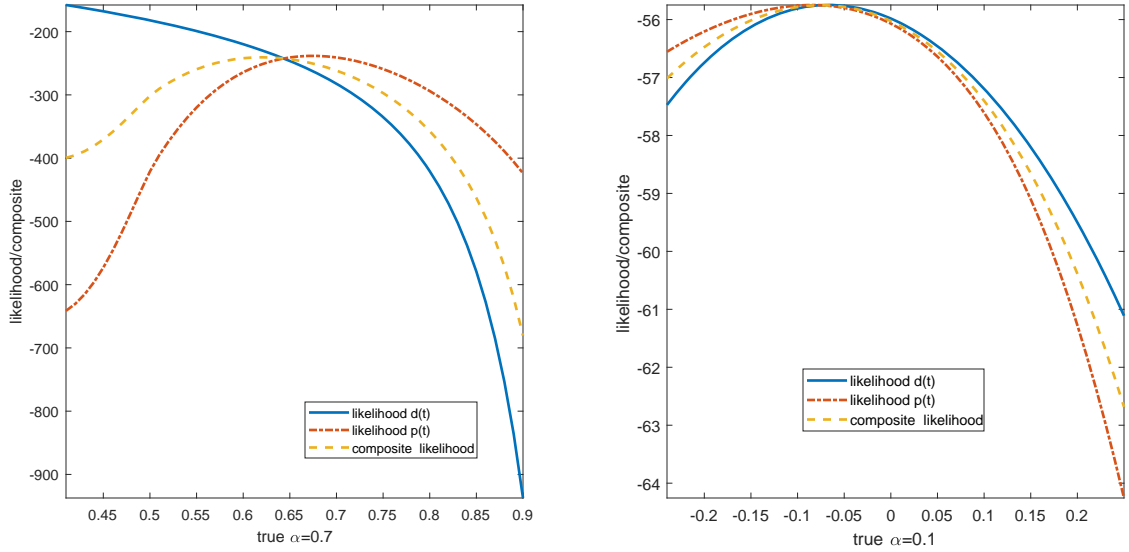 -200
-300
-400
-500
-600
-700
-800
-900
likelihood/composite
0.45 0.5 0.55 0.6 0.65 0.7 0.75 0.8 0.85 0.9
true α=0.7
likelihood d(t)
likelihood p(t)
composite likelihood
-56
-57
-58
-59
-60
-61
-62
-63
-64
likelihood/composite
-0.2 -0.15 -0.1 -0.05 0 0.05 0.1 0.15 0.2
true α=0.1
likelihood d(t)
likelihood p(t)
composite likelihood